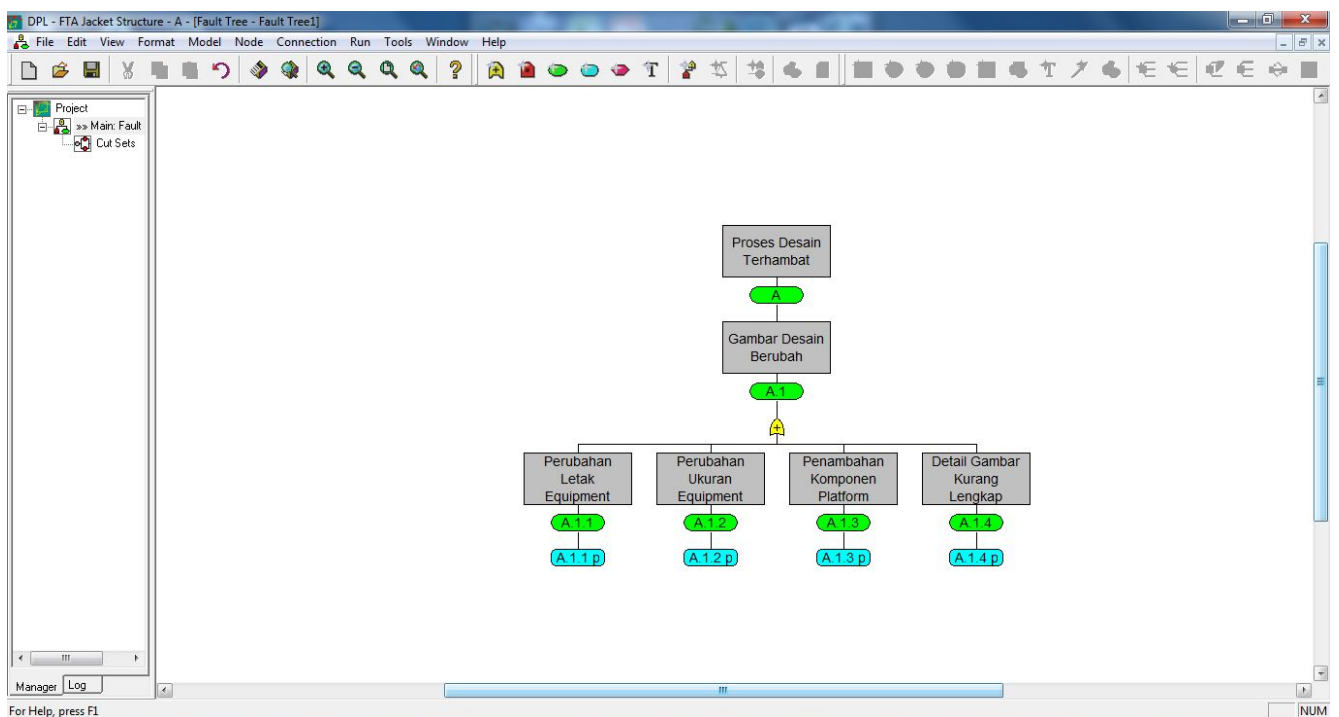 DPL - FTA Jacket Structure - A - [Fault Tree - Fault Tree1]
File Edit View Format Model Node Connection Run Tools Window Help
Project
>> Main: Fault
Cut Sets
Proses Desain
Terhambat
A
Gambar Desain
Berubah
A.1
Perubahan
Letak
Equipment
A.1.1
A.1.1 p
Perubahan
Ukuran
Equipment
A.1.2
A.1.2 p
Penambahan
Komponen
Platform
A.1.3
A.1.3 p
Detail Gambar
Kurang
Lengkap
A.1.4
A.1.4 p
Manager Log
For Help, press F1
NUM